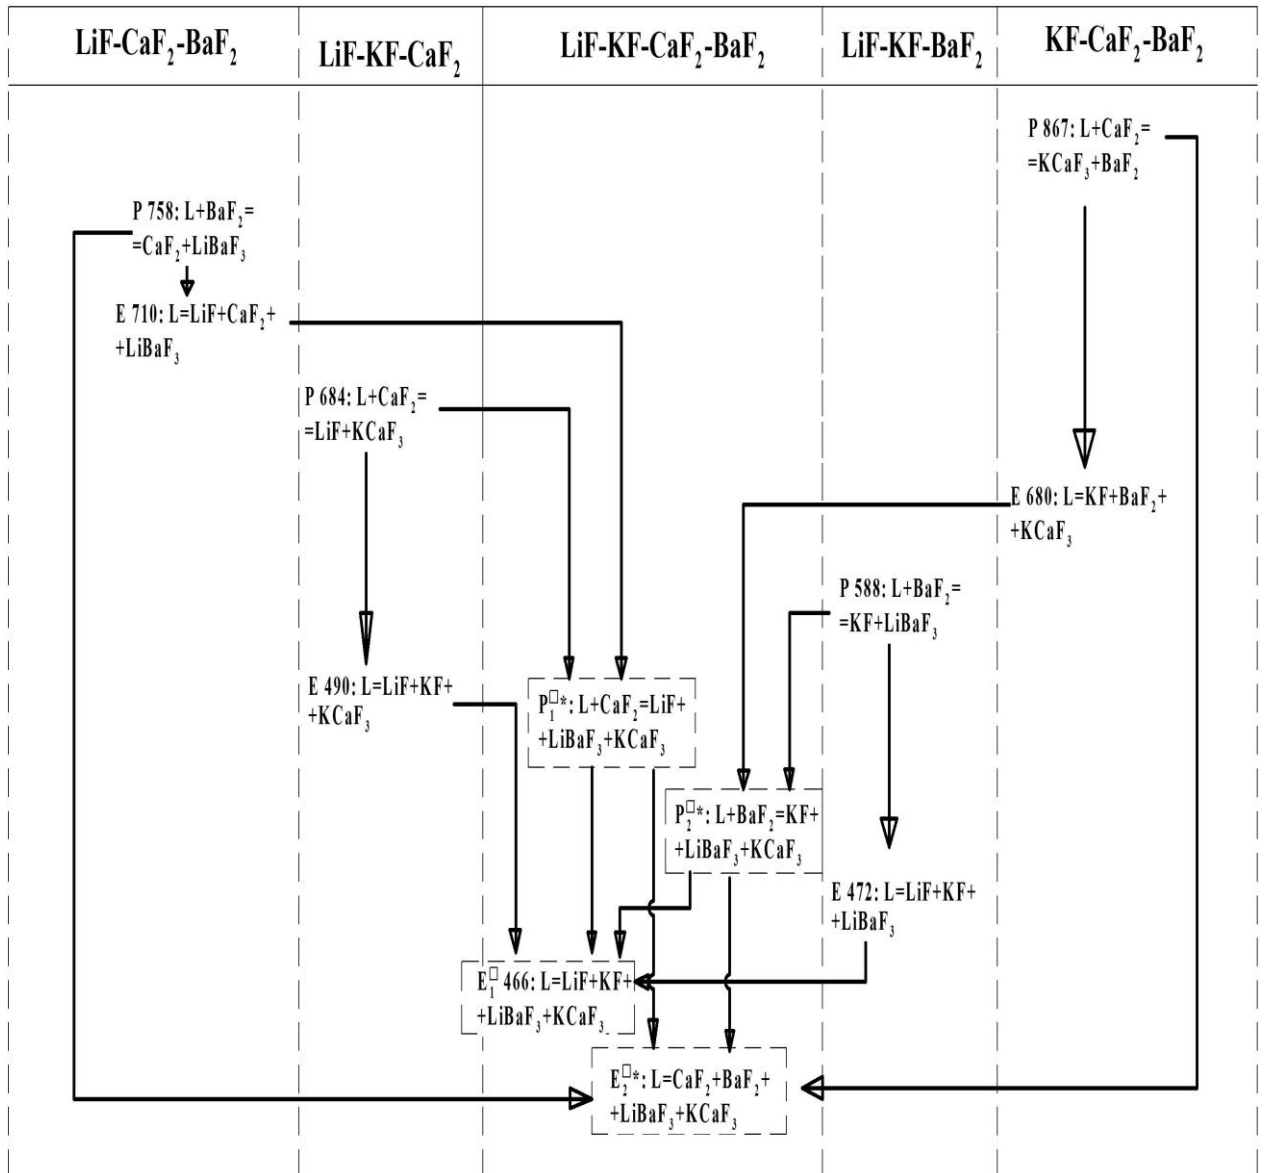 LiF-CaF₂-BaF₂
LiF-KF-CaF₂
LiF-KF-CaF₂-BaF₂
LiF-KF-BaF₂
KF-CaF₂-BaF₂
P 867: L+CaF₂=
=KCaF₃+BaF₂
P 758: L+BaF₂=
=CaF₂+LiBaF₃
E 710: L=LiF+CaF₂+
+LiBaF₃
P 684: L+CaF₂=
=LiF+KCaF₃
E 680: L=KF+BaF₂+
+KCaF₃
P 588: L+BaF₂=
=KF+LiBaF₃
E 490: L=LiF+KF+
+KCaF₃
P₁□*: L+CaF₂=LiF+
+LiBaF₃+KCaF₃
P₂□*: L+BaF₂=KF+
+LiBaF₃+KCaF₃
E 472: L=LiF+KF+
+LiBaF₃
E₁□ 466: L=LiF+KF+
+LiBaF₃+KCaF₃
E₂□*: L=CaF₂+BaF₂+
+LiBaF₃+KCaF₃